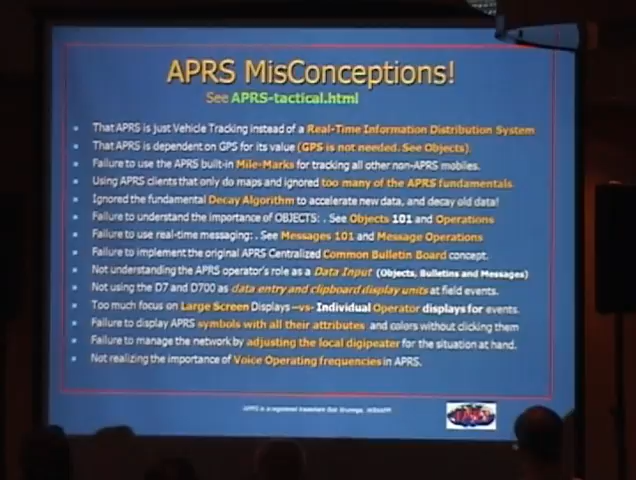 APRS MisConceptions!
See APRS-tactical.html
That APRS is just Vehicle Tracking instead of a Real-Time Information Distribution System
That APRS is dependent on GPS for its value (GPS is not needed. See Objects).
Failure to use the APRS built-in Mile-Marks for tracking all other non-APRS mobiles.
Using APRS clients that only do maps and ignored too many of the APRS fundamentals.
Ignored the fundamental Decay Algorithm to accelerate new data, and decay old data!
Failure to understand the importance of OBJECTS: . See Objects 101 and Operations
Failure to use real-time messaging: . See Messages 101 and Message Operations
Failure to implement the original APRS Centralized Common Bulletin Board concept.
Not understanding the APRS operator's role as a Data Input (Objects, Bulletins and Messages)
Not using the D7 and D700 as data entry and clipboard display units at field events.
Too much focus on Large Screen Displays –vs- Individual Operator displays for events.
Failure to display APRS symbols with all their attributes and colors without clicking them
Failure to manage the network by adjusting the local digipeater for the situation at hand.
Not realizing the importance of Voice Operating frequencies in APRS.
APRS is a registered trademark Bob Bruninga, WB4APR